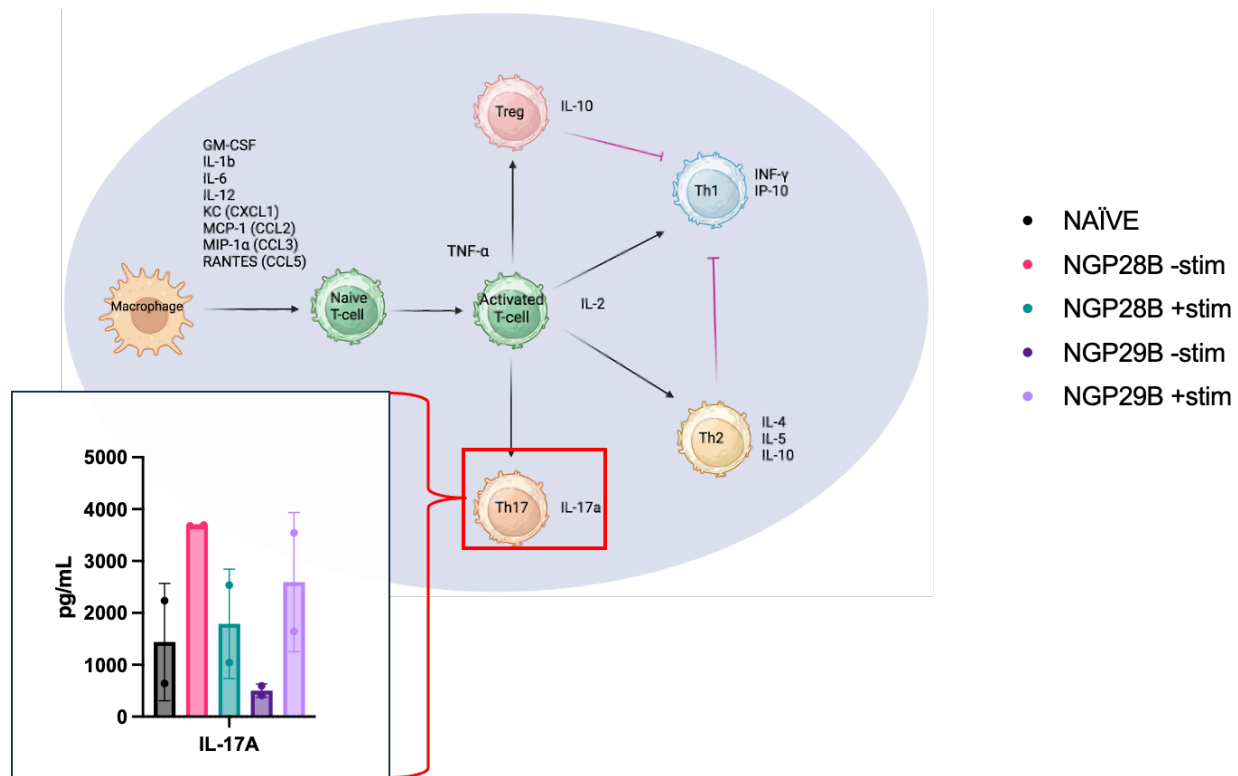 Treg
IL-10
GM-CSF
IL-1b
IL-6
IL-12
KC (CXCL1)
MCP-1 (CCL2)
MIP-1α (CCL3)
RANTES (CCL5)
Th1
INF-γ
IP-10
TNF-α
Macrophage
Naive
T-cell
Activated
T-cell
IL-2
Th2
IL-4
IL-5
IL-10
Th17
IL-17a
NAÏVE
NGP28B -stim
NGP28B +stim
NGP29B -stim
NGP29B +stim
5000
4000
3000
2000
1000
0
pg/mL
IL-17A